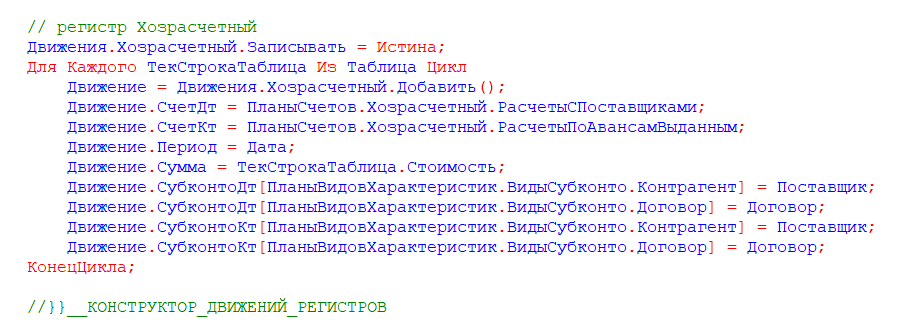 // регистр Хозрасчетный
Движения.Хозрасчетный.Записывать = Истина;
Для Каждого ТекСтрокаТаблица Из Таблица Цикл
    Движение = Движения.Хозрасчетный.Добавить();
    Движение.СчетДт = ПланыСчетов.Хозрасчетный.РасчетыСПоставщиками;
    Движение.СчетКт = ПланыСчетов.Хозрасчетный.РасчетыПоАвансамВыданным;
    Движение.Период = Дата;
    Движение.Сумма = ТекСтрокаТаблица.Стоимость;
    Движение.СубконтоДт[ПланыВидовХарактеристик.ВидыСубконто.Контрагент] = Поставщик;
    Движение.СубконтоДт[ПланыВидовХарактеристик.ВидыСубконто.Договор] = Договор;
    Движение.СубконтоКт[ПланыВидовХарактеристик.ВидыСубконто.Контрагент] = Поставщик;
    Движение.СубконтоКт[ПланыВидовХарактеристик.ВидыСубконто.Договор] = Договор;
КонецЦикла;
//}}__КОНСТРУКТОР_ДВИЖЕНИЙ_РЕГИСТРОВ